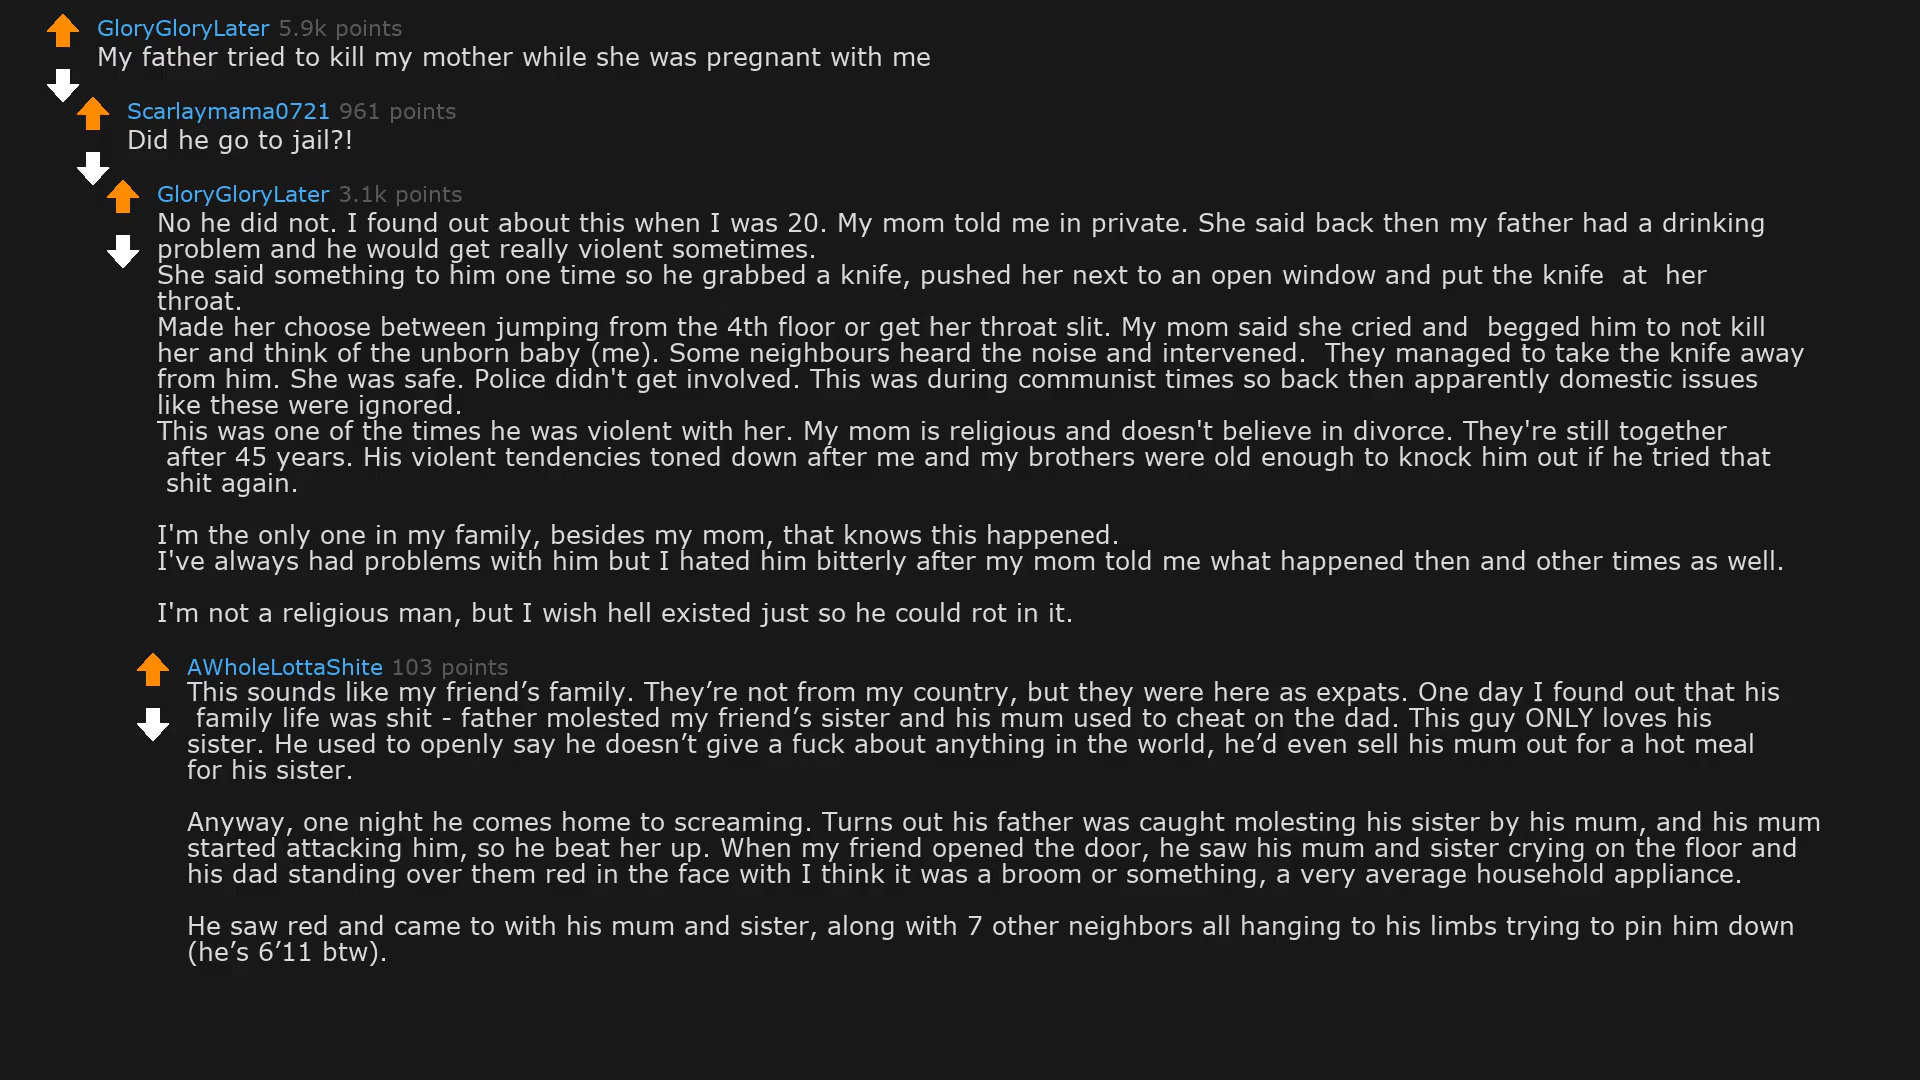 GloryGloryLater 5.9k points
My father tried to kill my mother while she was pregnant with me
Scarlaymama0721 961 points
Did he go to jail?!
GloryGloryLater 3.1k points
No he did not. I found out about this when I was 20. My mom told me in private. She said back then my father had a drinking
problem and he would get really violent sometimes.
She said something to him one time so he grabbed a knife, pushed her next to an open window and put the knife  at  her
throat.
Made her choose between jumping from the 4th floor or get her throat slit. My mom said she cried and  begged him to not kill
her and think of the unborn baby (me). Some neighbours heard the noise and intervened.  They managed to take the knife away
from him. She was safe. Police didn't get involved. This was during communist times so back then apparently domestic issues
like these were ignored.
This was one of the times he was violent with her. My mom is religious and doesn't believe in divorce. They're still together
after 45 years. His violent tendencies toned down after me and my brothers were old enough to knock him out if he tried that
shit again.
I'm the only one in my family, besides my mom, that knows this happened.
I've always had problems with him but I hated him bitterly after my mom told me what happened then and other times as well.
I'm not a religious man, but I wish hell existed just so he could rot in it.
AWholeLottaShite 103 points
This sounds like my friend’s family. They’re not from my country, but they were here as expats. One day I found out that his
family life was shit - father molested my friend’s sister and his mum used to cheat on the dad. This guy ONLY loves his
sister. He used to openly say he doesn’t give a fuck about anything in the world, he’d even sell his mum out for a hot meal
for his sister.
Anyway, one night he comes home to screaming. Turns out his father was caught molesting his sister by his mum, and his mum
started attacking him, so he beat her up. When my friend opened the door, he saw his mum and sister crying on the floor and
his dad standing over them red in the face with I think it was a broom or something, a very average household appliance.
He saw red and came to with his mum and sister, along with 7 other neighbors all hanging to his limbs trying to pin him down
(he’s 6’11 btw).